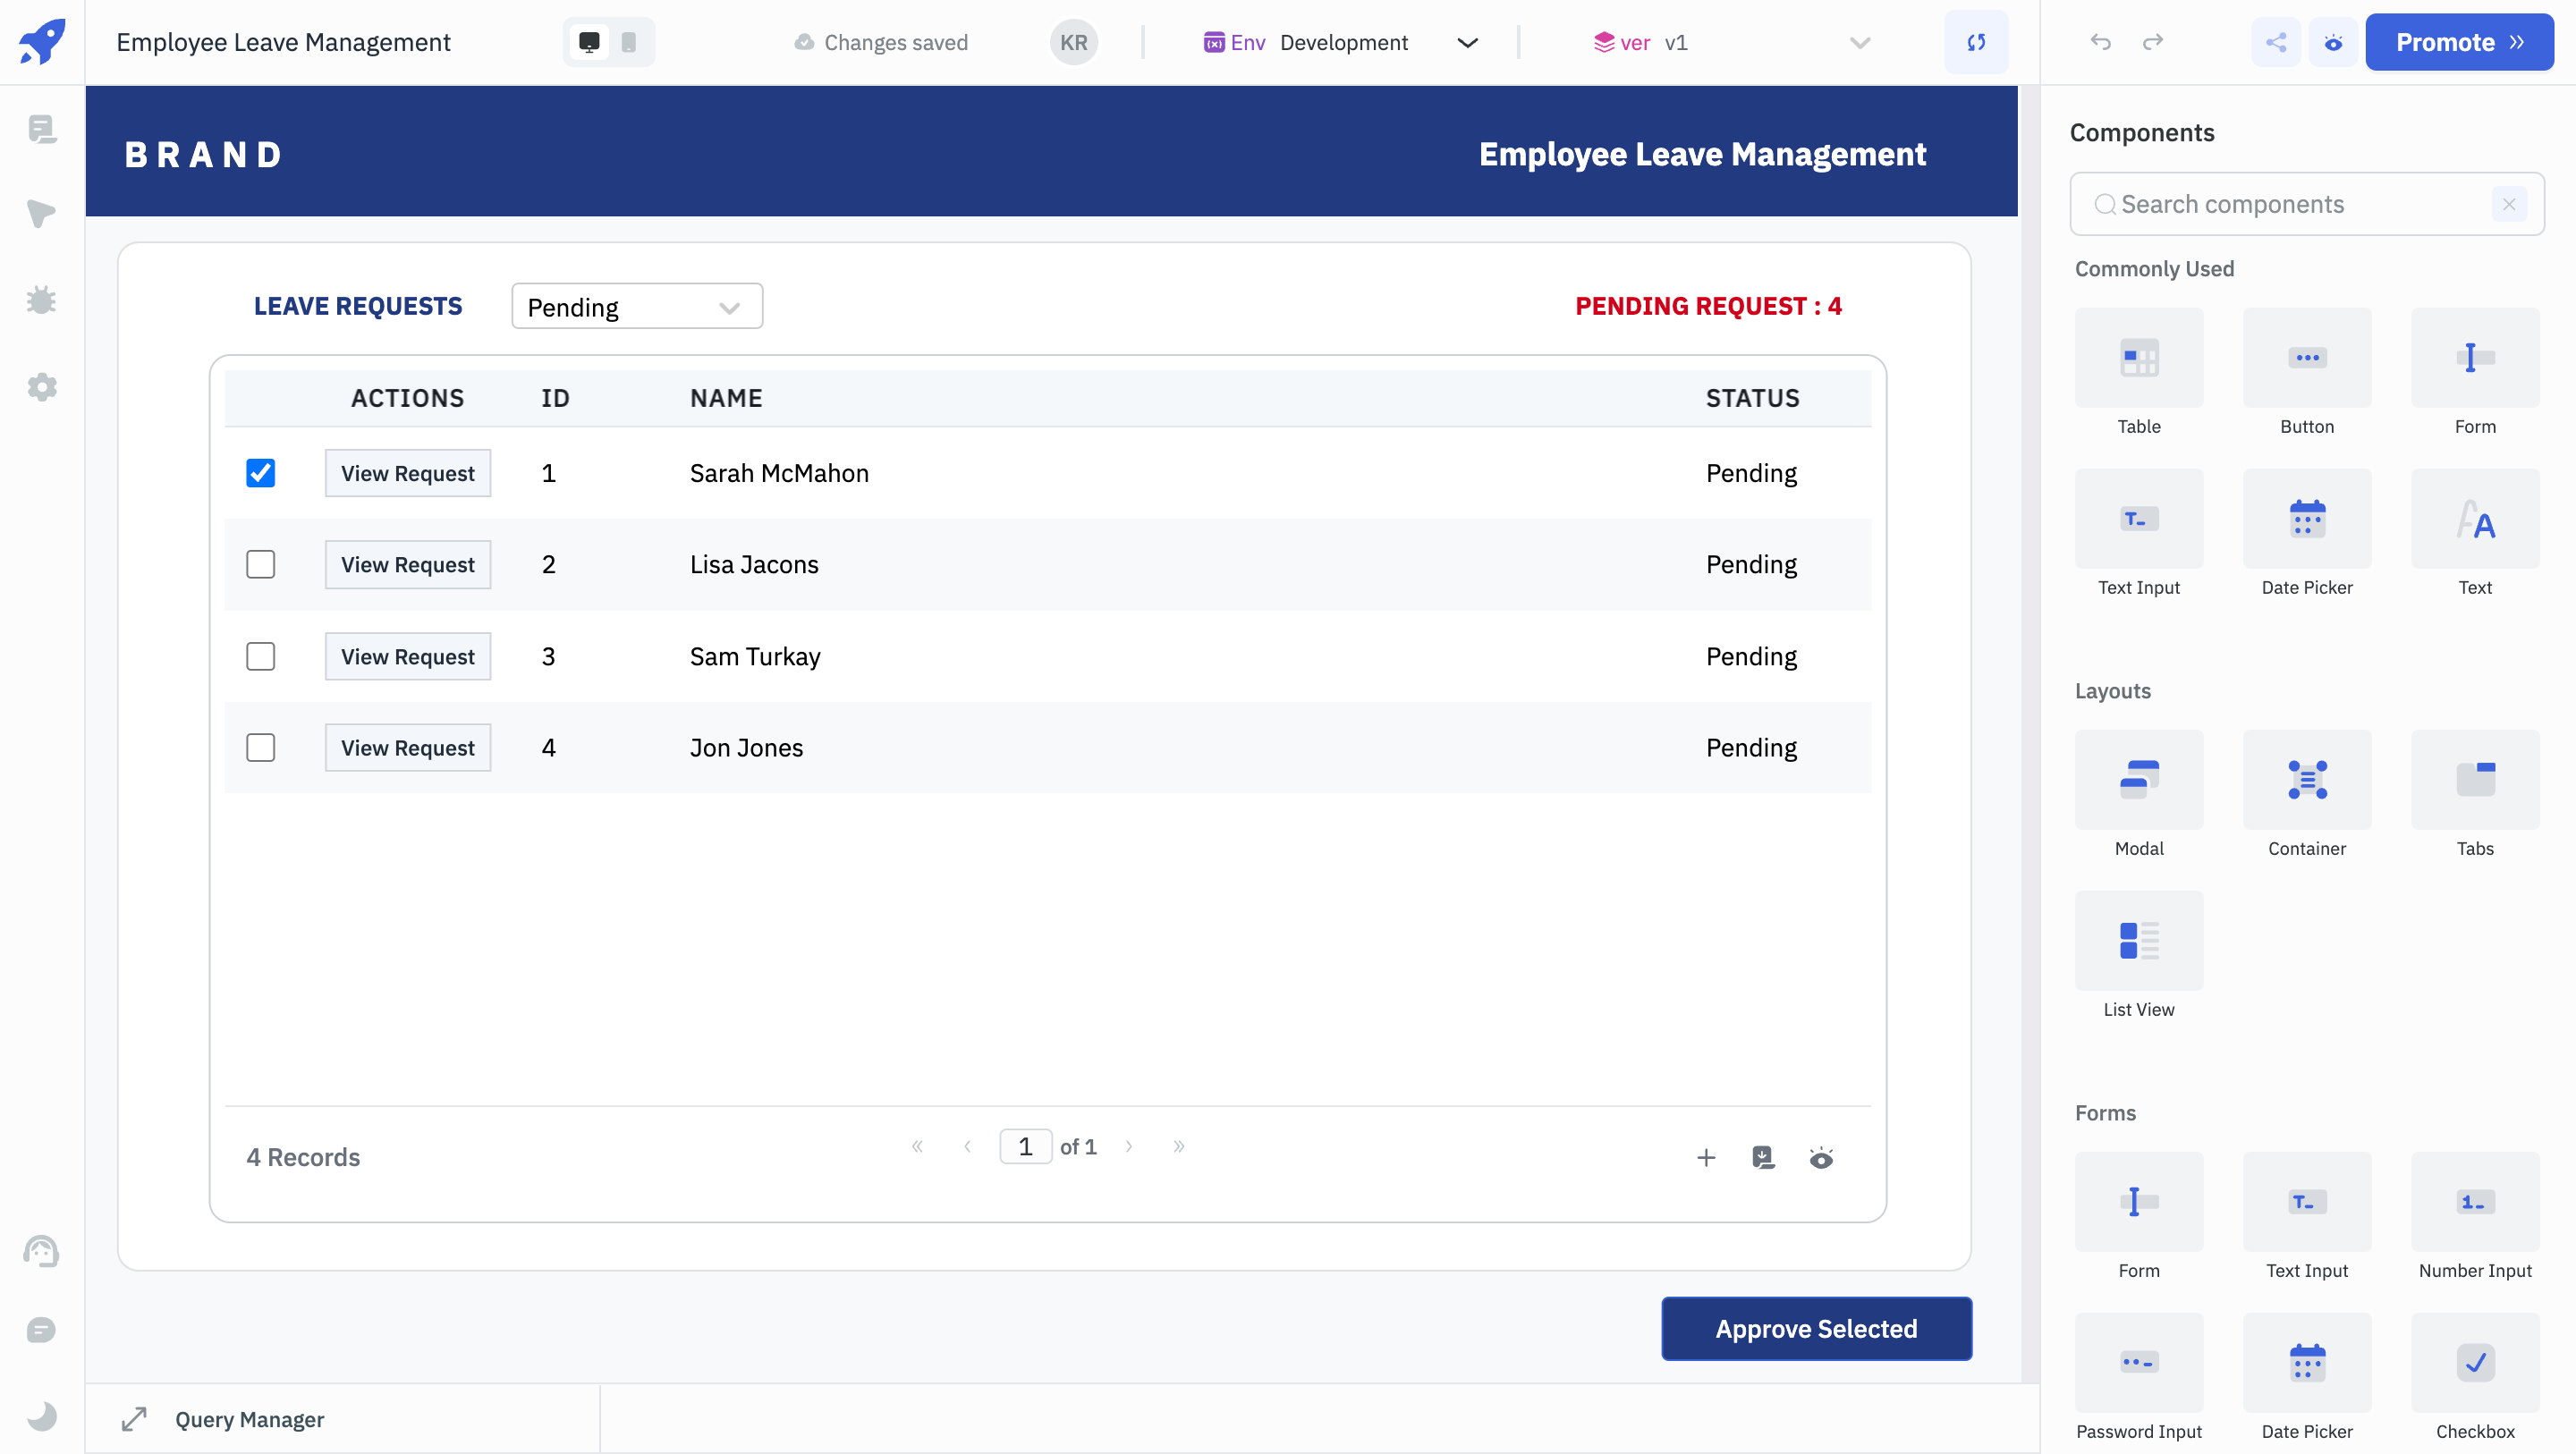 Employee Leave Management
Changes saved
KR
Env Development
ver v1
Promote
BRAND
Employee Leave Management
LEAVE REQUESTS
Pending
PENDING REQUEST : 4
ACTIONS ID NAME STATUS
View Request 1 Sarah McMahon Pending
View Request 2 Lisa Jacons Pending
View Request 3 Sam Turkay Pending
View Request 4 Jon Jones Pending
4 Records
1 of 1
Approve Selected
Query Manager
Components
Search components
Commonly Used
Table Button Form
Text Input Date Picker Text
Layouts
Modal Container Tabs
List View
Forms
Form Text Input Number Input
Password Input Date Picker Checkbox